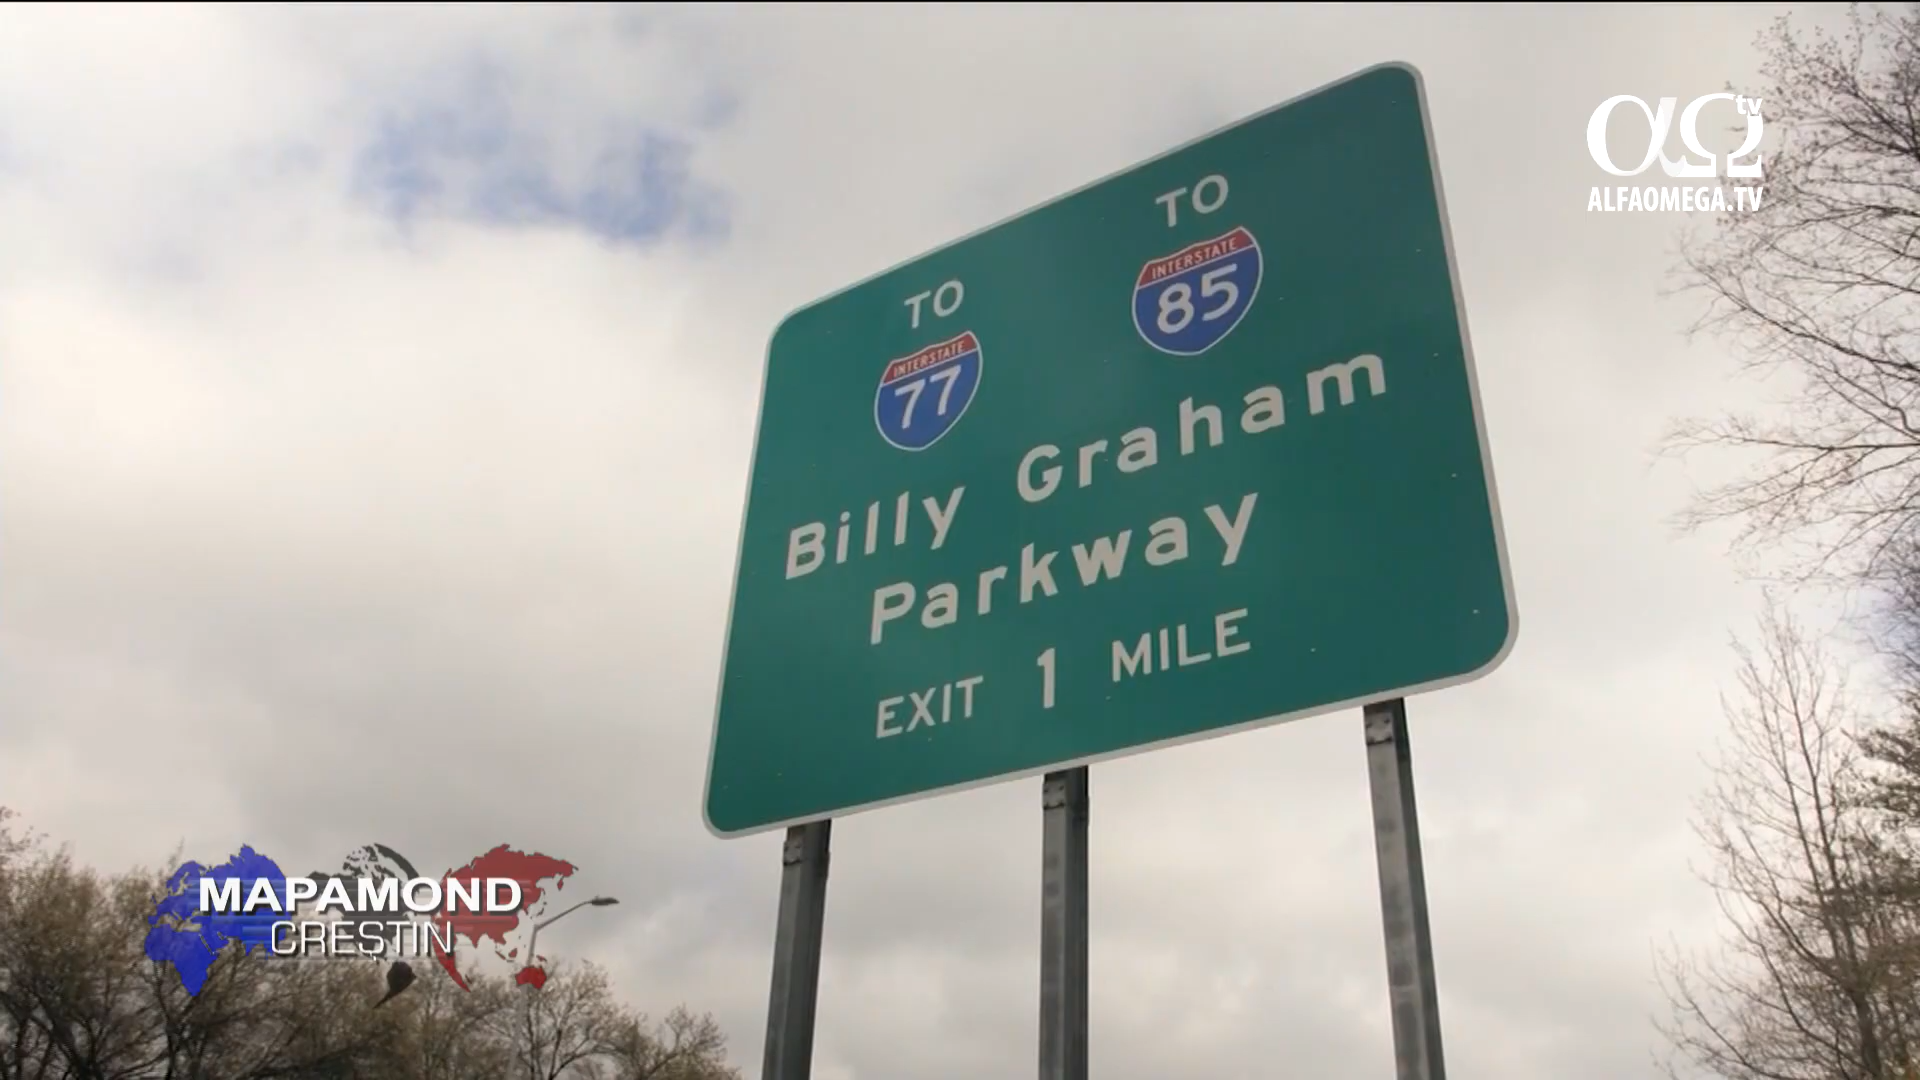 TO
INTERSTATE
77
TO
INTERSTATE
85
Billy Graham
Parkway
EXIT 1 MILE
αΩ tv
ALFAOMEGA.TV
MAPAMOND
CREȘTIN